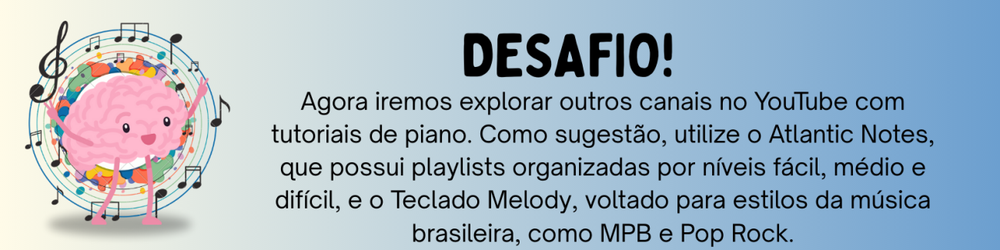 DESAFIO!
Agora iremos explorar outros canais no YouTube com
tutoriais de piano. Como sugestão, utilize o Atlantic Notes,
que possui playlists organizadas por níveis fácil, médio e
difícil, e o Teclado Melody, voltado para estilos da música
brasileira, como MPB e Pop Rock.